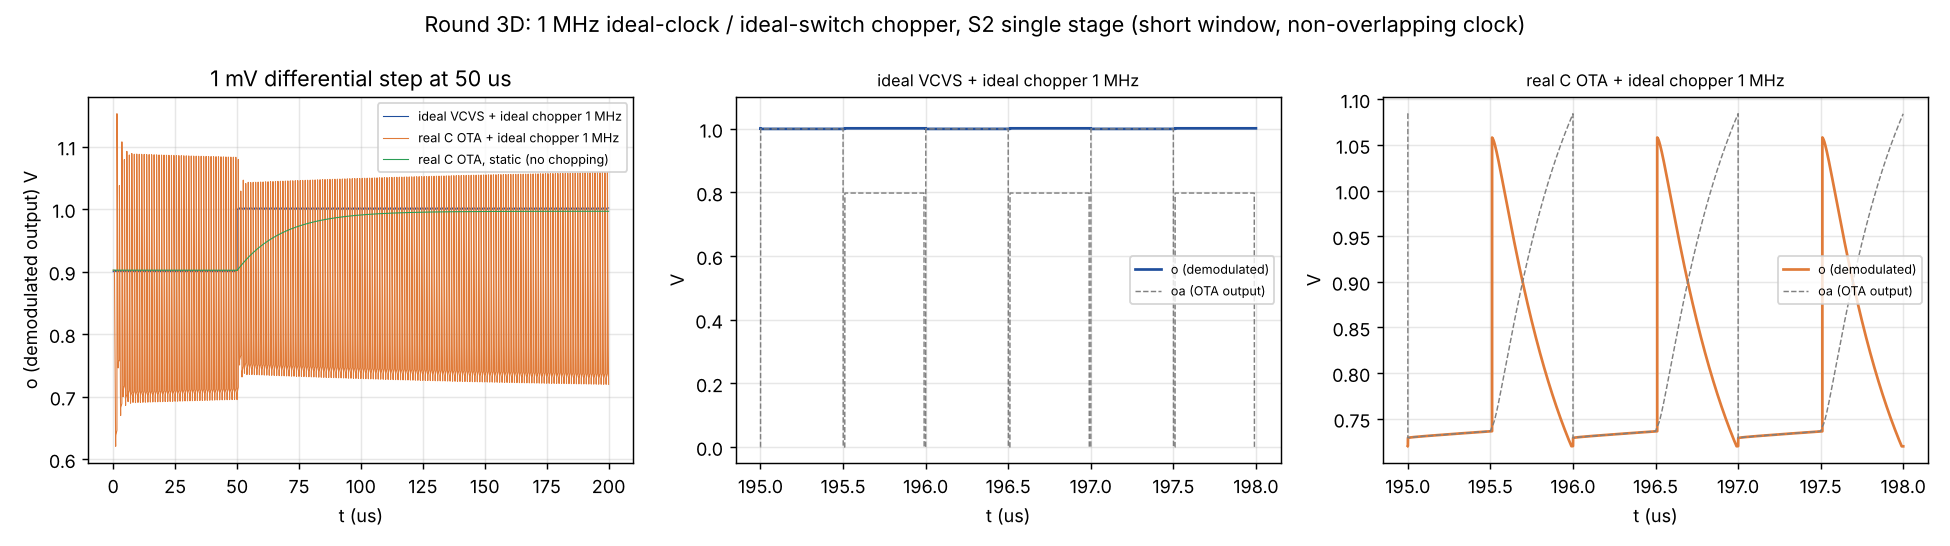 Round 3D: 1 MHz ideal-clock / ideal-switch chopper, S2 single stage (short window, non-overlapping clock)
1 mV differential step at 50 us
o (demodulated output) V
1.1
1.0
0.9
0.8
0.7
0.6
ideal VCVS + ideal chopper 1 MHz
real C OTA + ideal chopper 1 MHz
real C OTA, static (no chopping)
0 25 50 75 100 125 150 175 200
t (us)
ideal VCVS + ideal chopper 1 MHz
V
1.0
0.8
0.6
0.4
0.2
0.0
o (demodulated)
oa (OTA output)
195.0 195.5 196.0 196.5 197.0 197.5 198.0
t (us)
real C OTA + ideal chopper 1 MHz
V
1.10
1.05
1.00
0.95
0.90
0.85
0.80
0.75
o (demodulated)
oa (OTA output)
195.0 195.5 196.0 196.5 197.0 197.5 198.0
t (us)